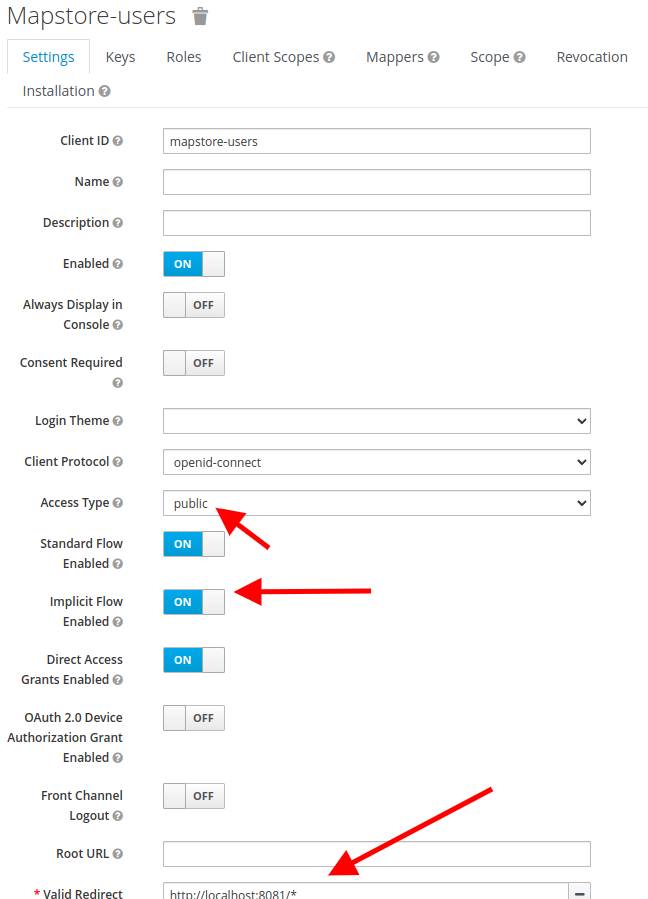 Mapstore-users
Settings Keys Roles Client Scopes Mappers Scope Revocation
Installation
Client ID mapstore-users
Name
Description
Enabled ON
Always Display in
Console
OFF
Consent Required
OFF
Login Theme
Client Protocol openid-connect
Access Type public
Standard Flow
Enabled
ON
Implicit Flow
Enabled
ON
Direct Access
Grants Enabled
ON
OAuth 2.0 Device
Authorization Grant
Enabled
OFF
Front Channel
Logout
OFF
Root URL
* Valid Redirect http://localhost:8081/*